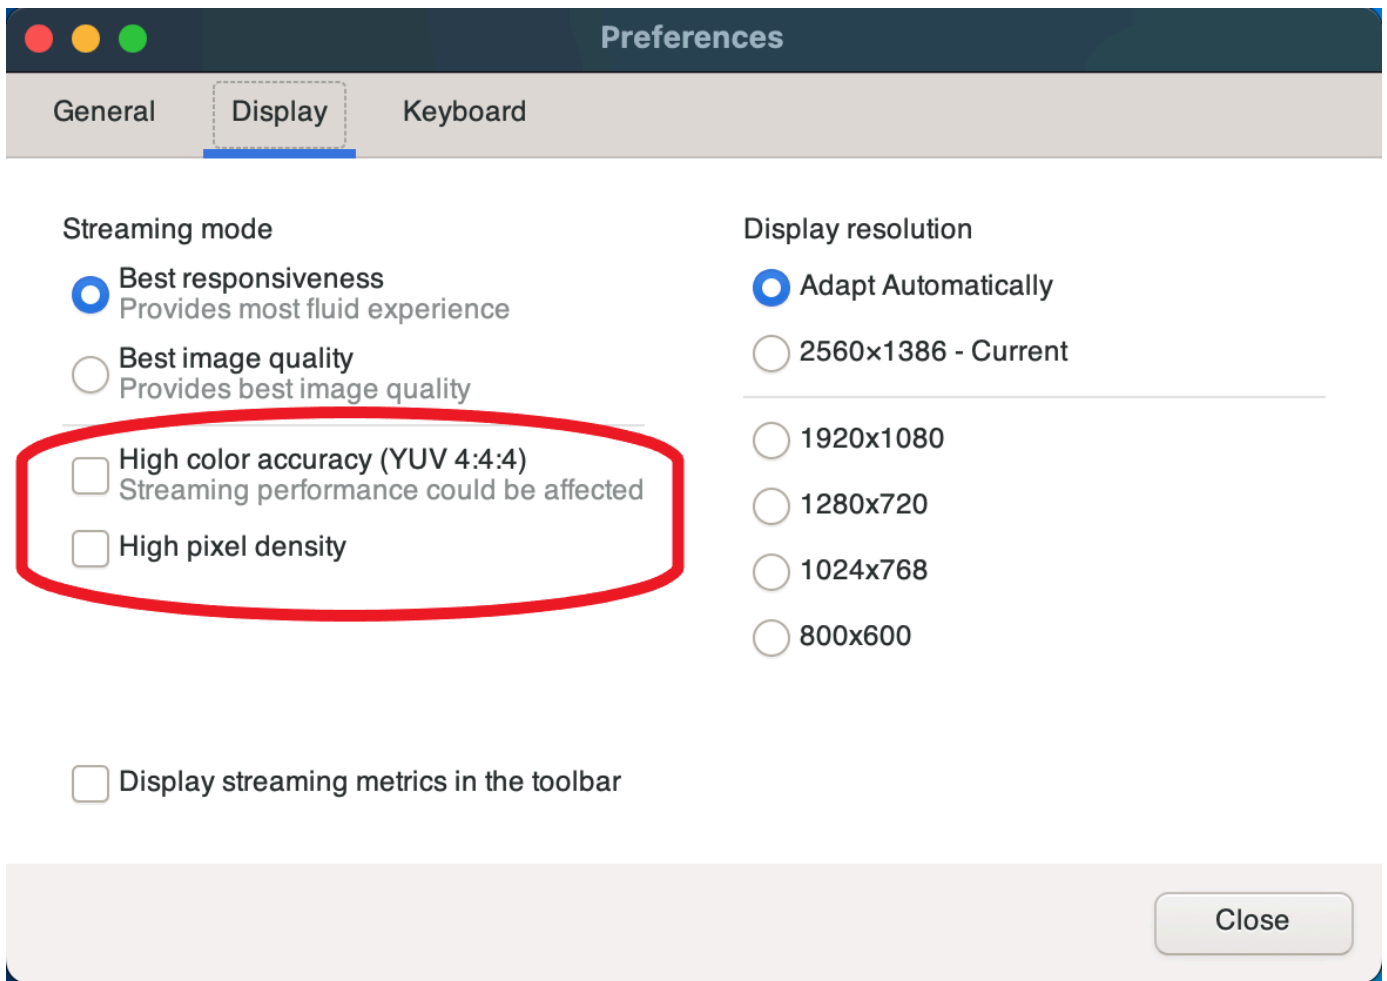 Preferences
General Display Keyboard
Streaming mode
Best responsiveness
Provides most fluid experience
Best image quality
Provides best image quality
High color accuracy (YUV 4:4:4)
Streaming performance could be affected
High pixel density
Display streaming metrics in the toolbar
Display resolution
Adapt Automatically
2560×1386 - Current
1920x1080
1280x720
1024x768
800x600
Close